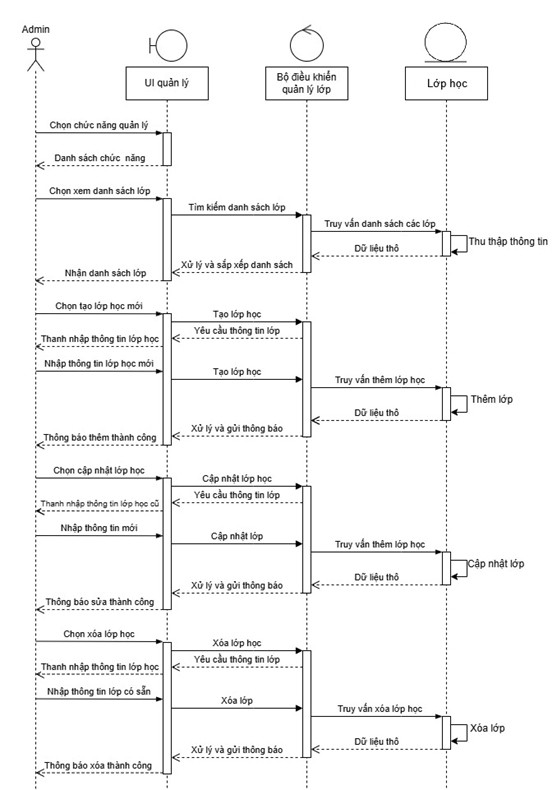 Admin
UI quản lý
Bộ điều khiển
quản lý lớp
Lớp học
Chọn chức năng quản lý
Danh sách chức năng
Chọn xem danh sách lớp
Tìm kiếm danh sách lớp
Truy vấn danh sách các lớp
Thu thập thông tin
Dữ liệu thô
Xử lý và sắp xếp danh sách
Nhận danh sách lớp
Chọn tạo lớp học mới
Tạo lớp học
Yêu cầu thông tin lớp
Thanh nhập thông tin lớp học
Nhập thông tin lớp học mới
Tạo lớp học
Truy vấn thêm lớp học
Thêm lớp
Dữ liệu thô
Xử lý và gửi thông báo
Thông báo thêm thành công
Chọn cập nhật lớp học
Cập nhật lớp học
Yêu cầu thông tin lớp
Thanh nhập thông tin lớp học cũ
Nhập thông tin mới
Cập nhật lớp
Truy vấn thêm lớp học
Cập nhật lớp
Dữ liệu thô
Xử lý và gửi thông báo
Thông báo sửa thành công
Chọn xóa lớp học
Xóa lớp học
Yêu cầu thông tin lớp
Thanh nhập thông tin lớp học
Nhập thông tin lớp có sẵn
Xóa lớp
Truy vấn xóa lớp học
Xóa lớp
Dữ liệu thô
Xử lý và gửi thông báo
Thông báo xóa thành công